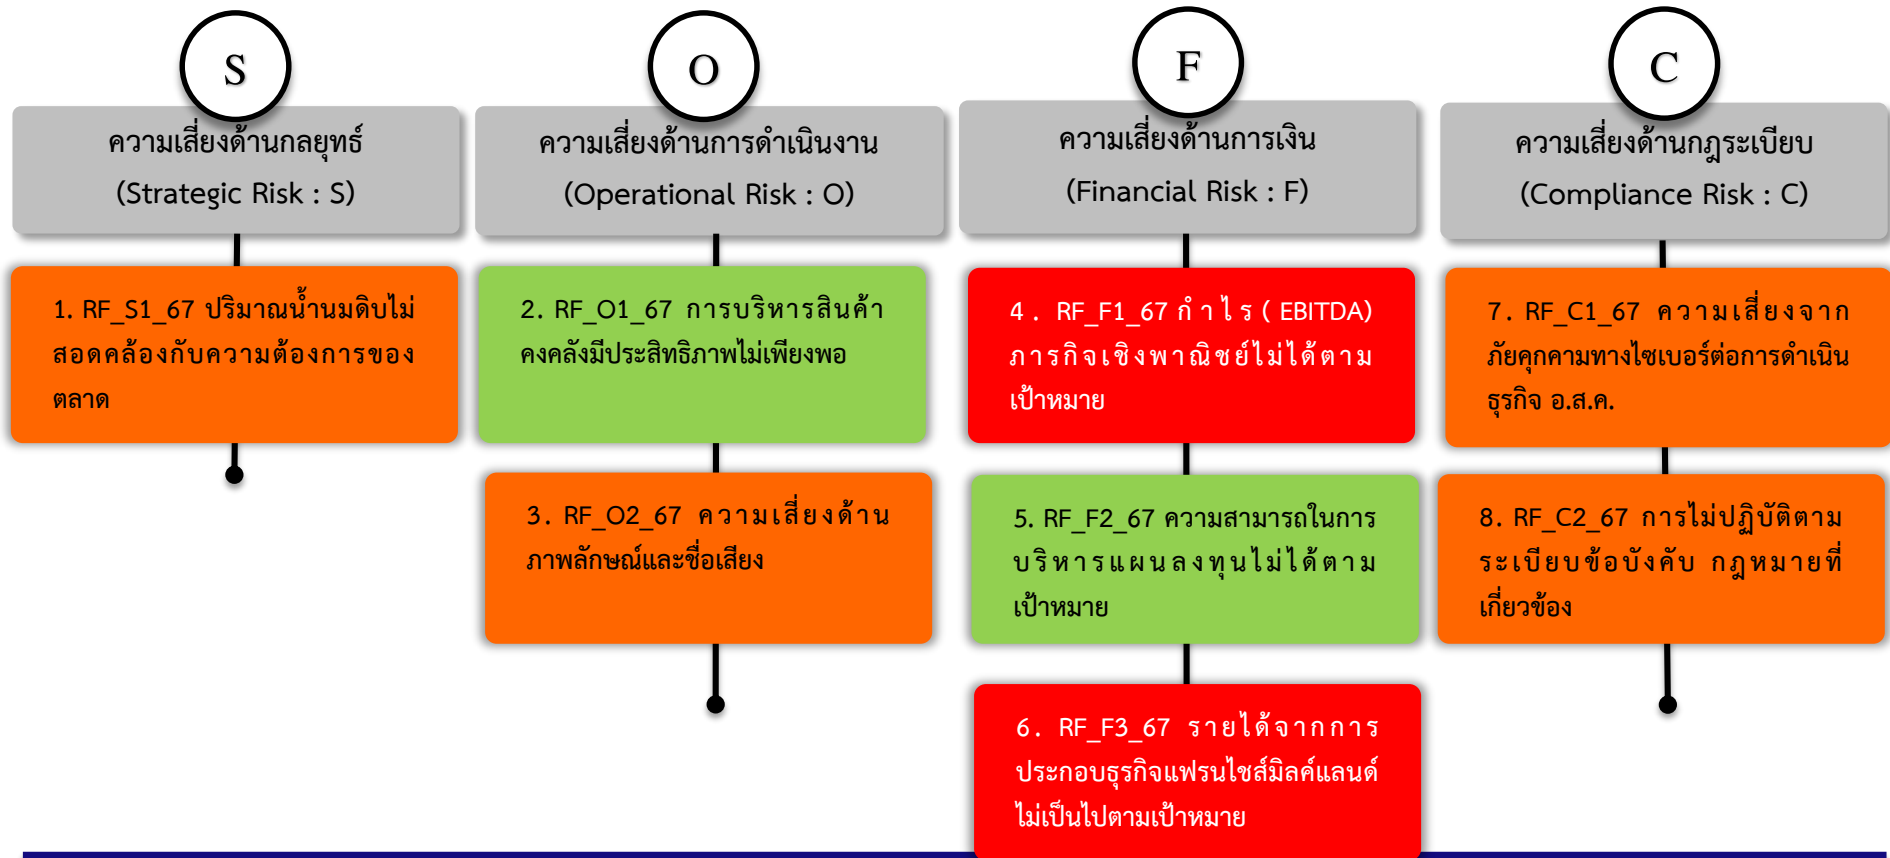 S
ความเสี่ยงด้านกลยุทธ์
(Strategic Risk : S)
1. RF_S1_67 ปริมาณน้ำนมดิบไม่
สอดคล้องกับความต้องการของ
ตลาด
O
ความเสี่ยงด้านการดำเนินงาน
(Operational Risk : O)
2. RF_O1_67 การบริหารสินค้า
คงคลังมีประสิทธิภาพไม่เพียงพอ
3. RF_O2_67 ความเสี่ยงด้าน
ภาพลักษณ์และชื่อเสียง
F
ความเสี่ยงด้านการเงิน
(Financial Risk : F)
4. RF_F1_67 กำไร (EBITDA)
ภารกิจเชิงพาณิชย์ไม่ได้ตาม
เป้าหมาย
5. RF_F2_67 ความสามารถในการ
บริหารแผนลงทุนไม่ได้ตาม
เป้าหมาย
6. RF_F3_67 รายได้จากการ
ประกอบธุรกิจแฟรนไชส์มิลค์แลนด์
ไม่เป็นไปตามเป้าหมาย
C
ความเสี่ยงด้านกฎระเบียบ
(Compliance Risk : C)
7. RF_C1_67 ความเสี่ยงจาก
ภัยคุกคามทางไซเบอร์ต่อการดำเนิน
ธุรกิจ อ.ส.ค.
8. RF_C2_67 การไม่ปฏิบัติตาม
ระเบียบข้อบังคับ กฎหมายที่
เกี่ยวข้อง